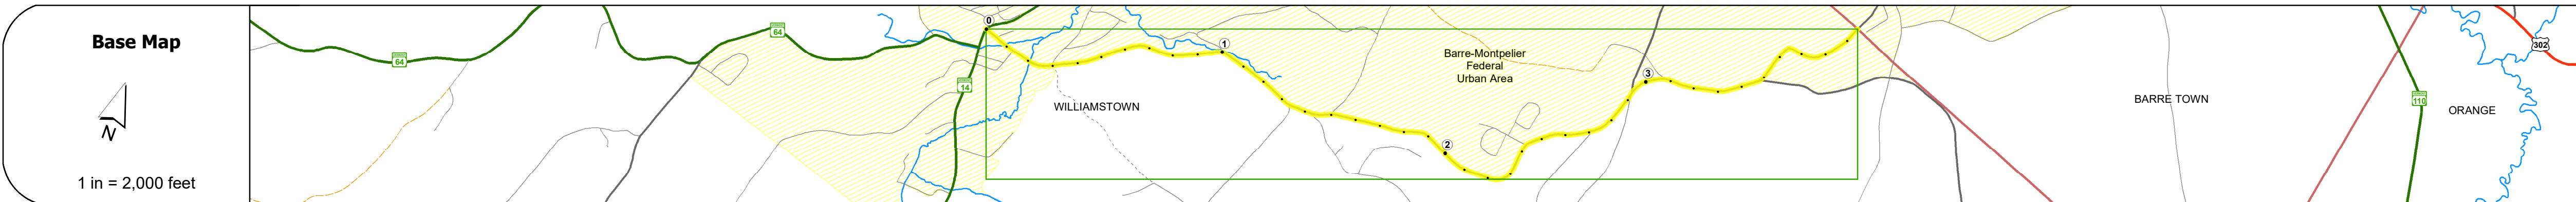 Base Map
N
1 in = 2,000 feet
64
64
0
14
WILLIAMSTOWN
1
2
Barre-Montpelier
Federal
Urban Area
3
BARRE TOWN
110
ORANGE
302